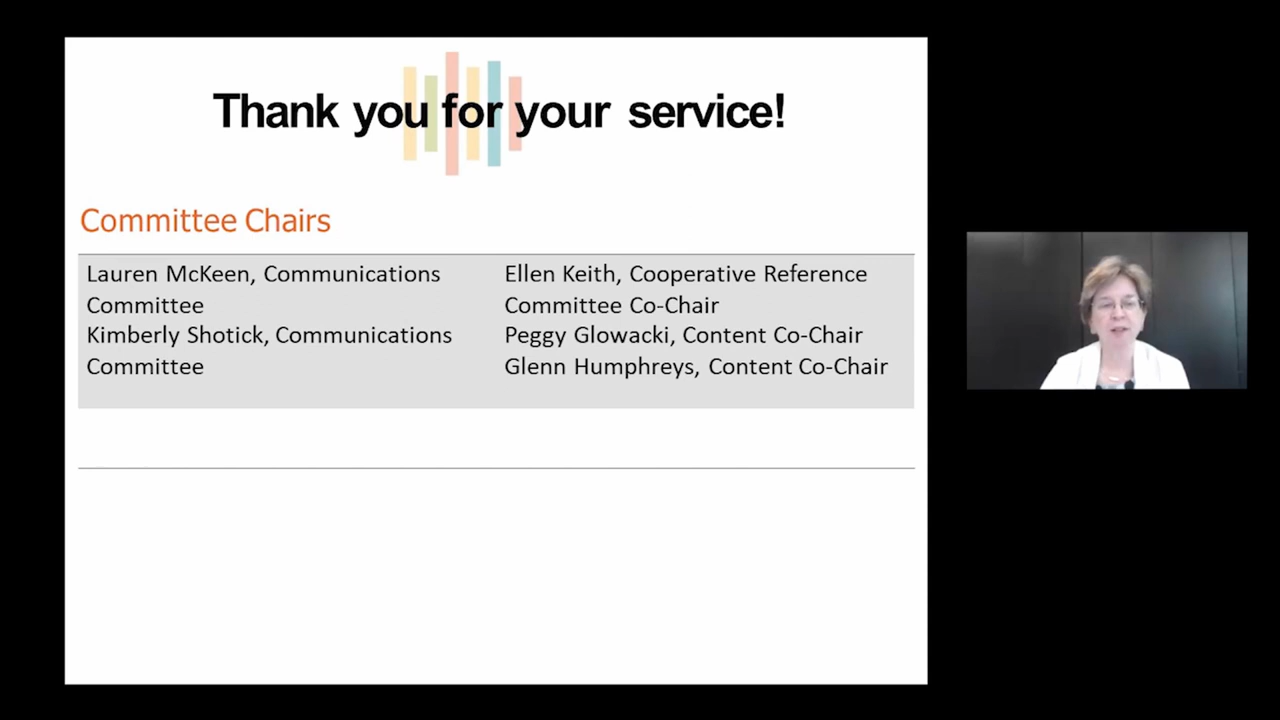 Thank you for your service!
Committee Chairs
Lauren McKeen, Communications
Committee
Kimberly Shotick, Communications
Committee
Ellen Keith, Cooperative Reference
Committee Co-Chair
Peggy Glowacki, Content Co-Chair
Glenn Humphreys, Content Co-Chair